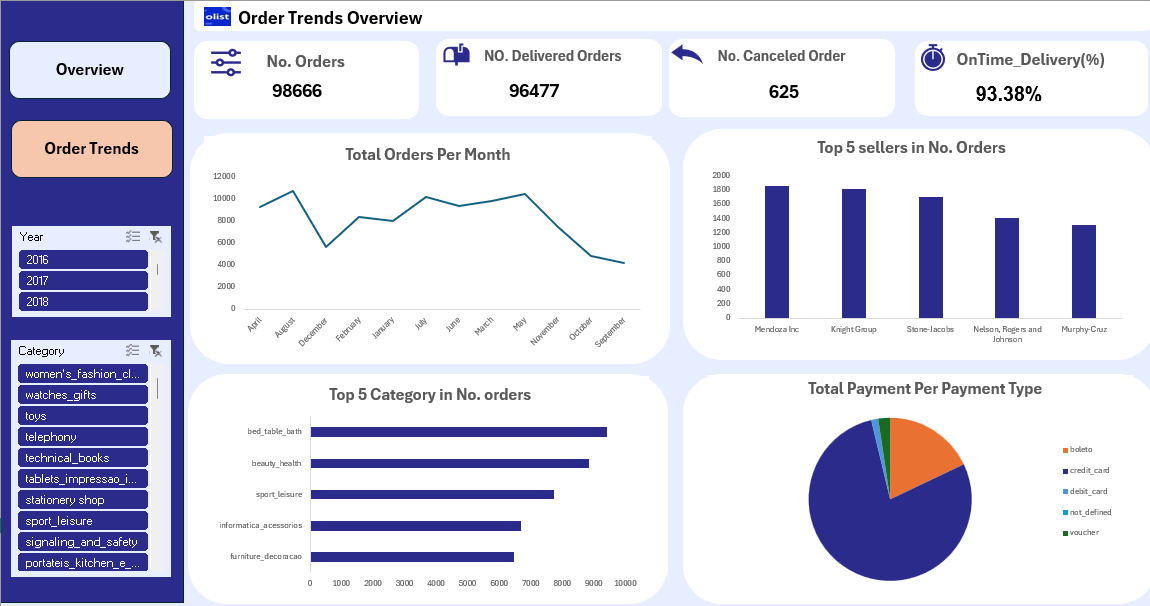 olist
Order Trends Overview
Overview
Order Trends
No. Orders
98666
NO. Delivered Orders
96477
No. Canceled Order
625
OnTime_Delivery(%)
93.38%
Year
2016
2017
2018
Category
women's_fashion_cl...
watches_gifts
toys
telephony
technical_books
tablets_impressao_i...
stationery shop
sport_leisure
signaling_and_safety
portateis_kitchen_e_...
Total Orders Per Month
12000
10000
8000
6000
4000
2000
0
April
August
December
February
January
July
June
March
May
November
October
September
Top 5 sellers in No. Orders
2000
1800
1600
1400
1200
1000
800
600
400
200
0
Mendoza Inc
Knight Group
Stone-Jacobs
Nelson, Rogers and
Johnson
Murphy-Cruz
Top 5 Category in No. orders
bed_table_bath
beauty_health
sport_leisure
informatica_acessorios
furniture_decoracao
0 1000 2000 3000 4000 5000 6000 7000 8000 9000 10000
Total Payment Per Payment Type
boleto
credit_card
debit_card
not_defined
voucher